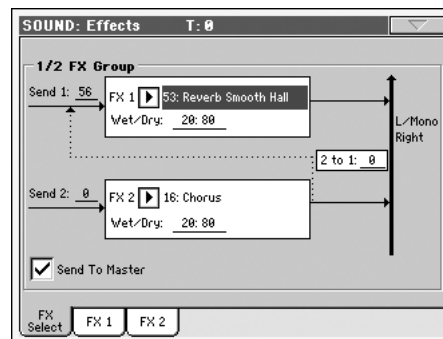 SOUND: Effects T: 0
1/2 FX Group
Send 1: 56
FX 1 53: Reverb Smooth Hall
Wet/Dry: 20: 80
L/Mono
Right
2 to 1: 0
Send 2: 0
FX 2 16: Chorus
Wet/Dry: 20: 80
Send To Master
FX Select
FX 1
FX 2